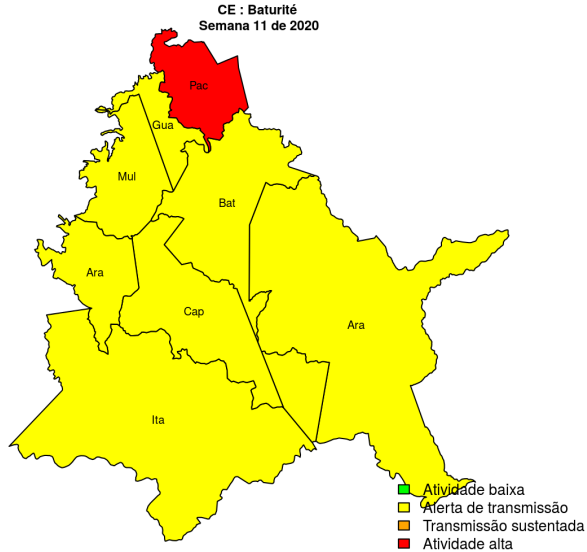 CE : Baturité
Semana 11 de 2020
Pac
Gua
Mul
Bat
Ara
Cap
Ara
Ita
Atividade baixa
Alerta de transmissão
Transmissão sustentada
Atividade alta